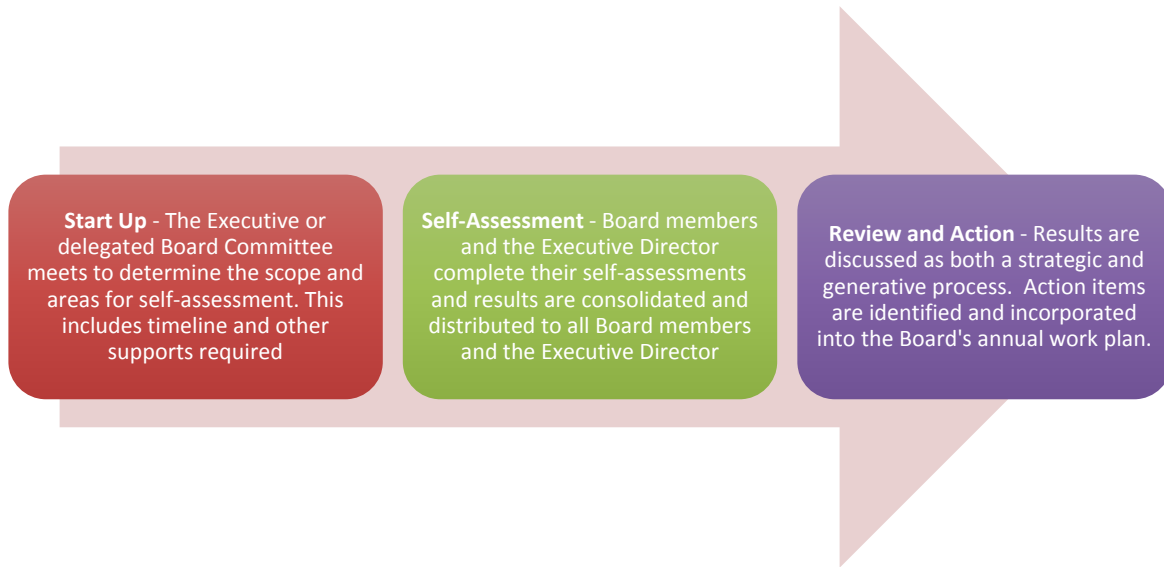 Start Up - The Executive or
delegated Board Committee
meets to determine the scope and
areas for self-assessment. This
includes timeline and other
supports required
Self-Assessment - Board members
and the Executive Director
complete their self-assessments
and results are consolidated and
distributed to all Board members
and the Executive Director
Review and Action - Results are
discussed as both a strategic and
generative process.  Action items
are identified and incorporated
into the Board's annual work plan.